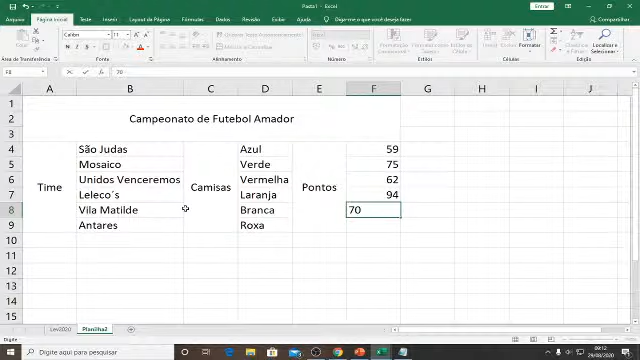 Pasta1 - Excel
Entrar
Arquivo Página Inicial Teste Inserir Layout da Página Fórmulas Dados Revisão Exibir Ajuda Diga-me o que você deseja fazer Compartilhar
Calibri 11 Quebrar Texto Automaticamente Geral
Formatação Condicional Formatar como Tabela Estilos de Célula Inserir Excluir Formatar Classificar e Filtrar Localizar e Selecionar
Área de Transferência Fonte Alinhamento Número Estilos Células Edição
F8 70
A B C D E F G H I J
1
2 Campeonato de Futebol Amador
3
4 São Judas Azul 59
5 Mosaico Verde 75
6 Unidos Venceremos Vermelha 62
Time Camisas Pontos
7 Leleco´s Laranja 94
8 Vila Matilde Branca 70
9 Antares Roxa
10
11
12
13
14
15
Lev2020 Planilha2
Digite
Digite aqui para pesquisar
09:12
29/08/2020